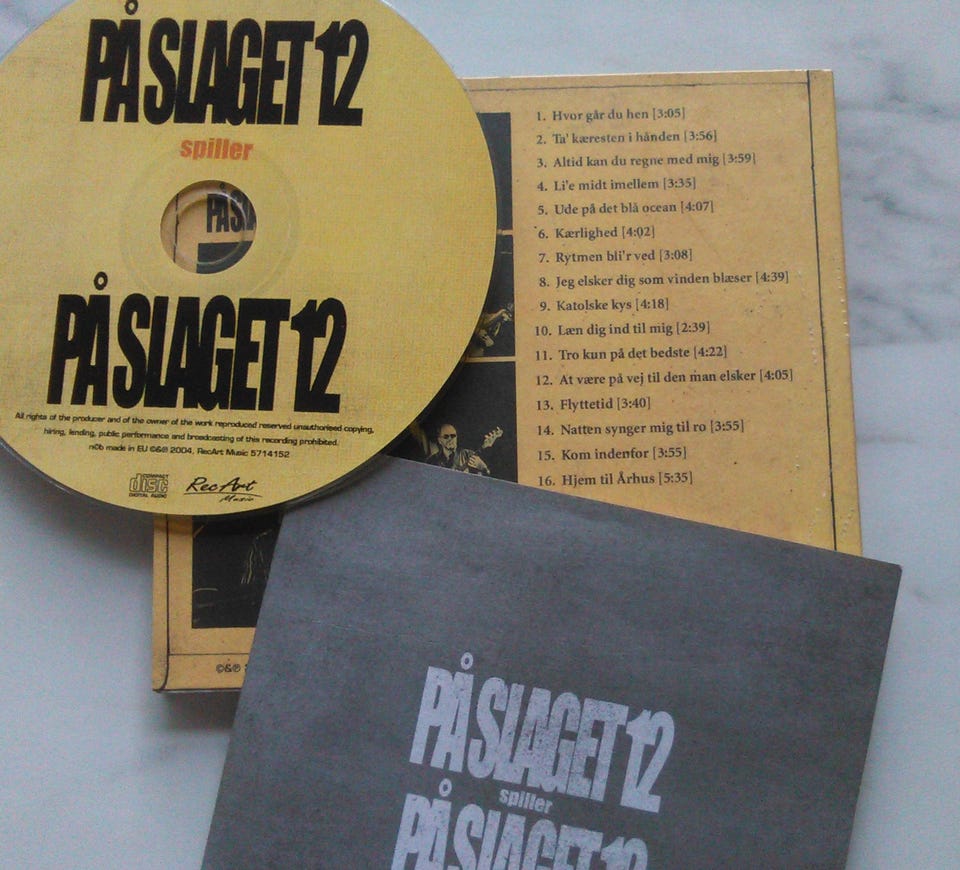 PÅ SLAGET 12
spiller
PÅ SLAGET 12
All rights of the producer and of the owner of the work reproduced reserved unauthorised copying,
hiring, lending, public performance and broadcasting of this recording prohibited.
n©b made in EU ©&℗ 2004, RecArt Music 5714152
COMPACT
disc
DIGITAL AUDIO
RecArt
Music
PÅ S
1. Hvor går du hen [3:05]
2. Ta' kæresten i hånden [3:56]
3. Altid kan du regne med mig [3:59]
4. Li'e midt imellem [3:35]
5. Ude på det blå ocean [4:07]
6. Kærlighed [4:02]
7. Rytmen bli'r ved [3:08]
8. Jeg elsker dig som vinden blæser [4:39]
9. Katolske kys [4:18]
10. Læn dig ind til mig [2:39]
11. Tro kun på det bedste [4:22]
12. At være på vej til den man elsker [4:05]
13. Flyttetid [3:40]
14. Natten synger mig til ro [3:55]
15. Kom indenfor [3:55]
16. Hjem til Århus [5:35]
©&℗
PÅ SLAGET 12
spiller
PÅ SLAGET 12